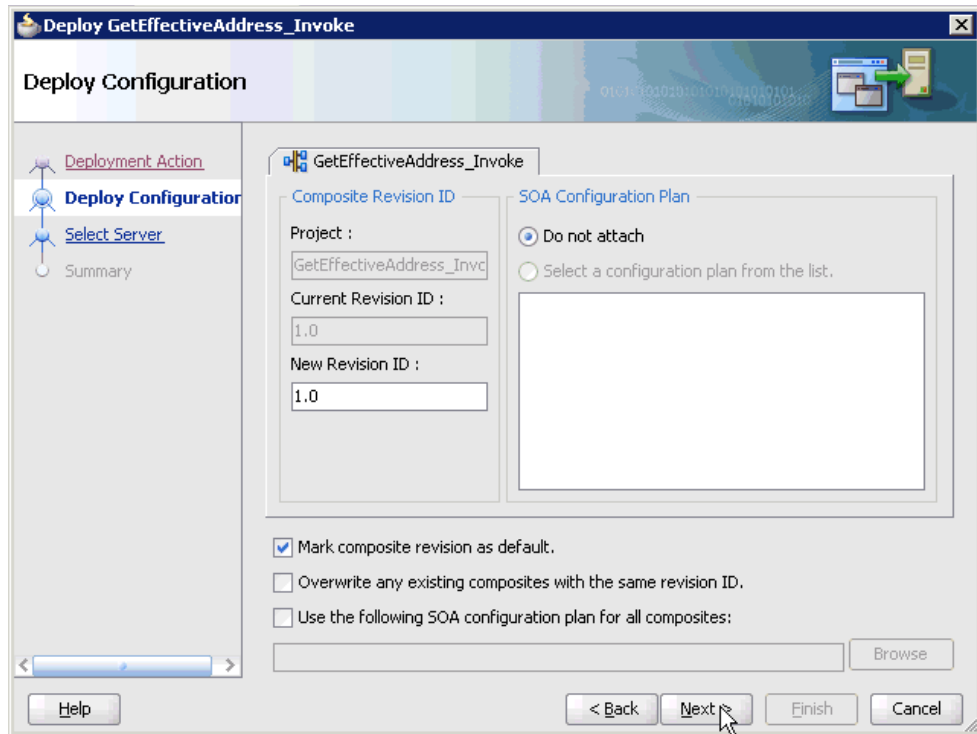 Deploy GetEffectiveAddress_Invoke
Deploy Configuration
Deployment Action
Deploy Configuration
Select Server
Summary
GetEffectiveAddress_Invoke
Composite Revision ID
Project :
GetEffectiveAddress_Invc
Current Revision ID :
1.0
New Revision ID :
1.0
SOA Configuration Plan
Do not attach
Select a configuration plan from the list.
Mark composite revision as default.
Overwrite any existing composites with the same revision ID.
Use the following SOA configuration plan for all composites:
Browse
Help
< Back
Next >
Finish
Cancel